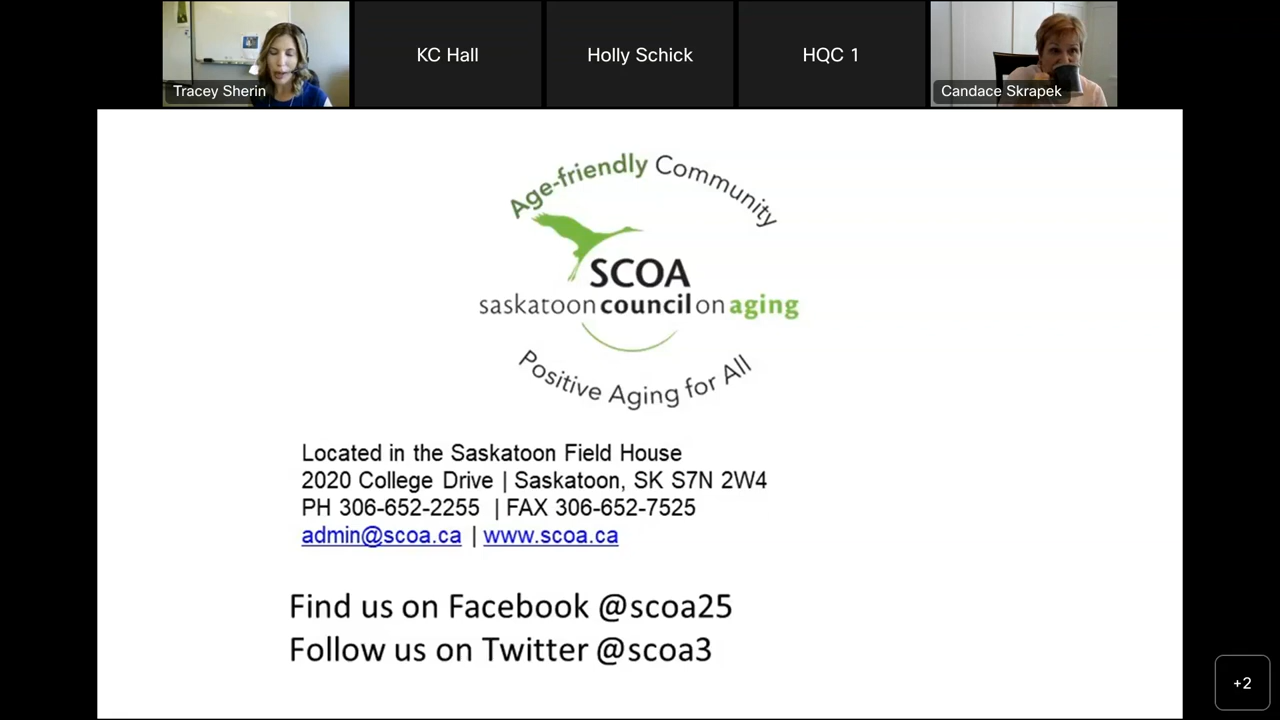 Tracey Sherin
KC Hall
Holly Schick
HQC 1
Candace Skrapek
Age-friendly Community
SCOA
saskatoon council on aging
Positive Aging for All
Located in the Saskatoon Field House
2020 College Drive | Saskatoon, SK S7N 2W4
PH 306-652-2255 | FAX 306-652-7525
admin@scoa.ca | www.scoa.ca
Find us on Facebook @scoa25
Follow us on Twitter @scoa3
+2